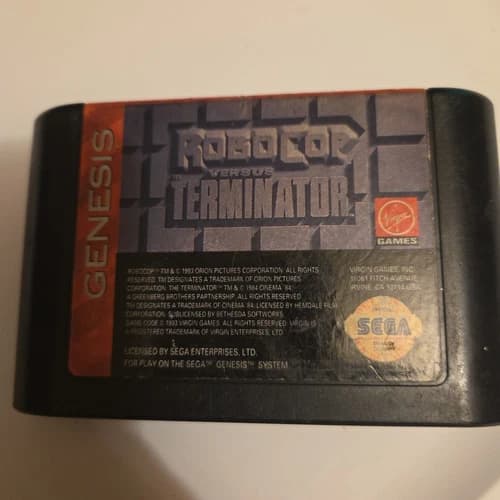 GENESIS
ROBOCOP
VERSUS
THE TERMINATOR
Virgin
GAMES
ROBOCOP™ TM & © 1993 ORION PICTURES CORPORATION. ALL RIGHTS
RESERVED. TM DESIGNATES A TRADEMARK OF ORION PICTURES
CORPORATION. THE TERMINATOR TM & © 1984 CINEMA '84,
A GREENBERG BROTHERS PARTNERSHIP. ALL RIGHTS RESERVED.
TM DESIGNATES A TRADEMARK OF CINEMA '84. LICENSED BY HEMDALE FILM
CORPORATION. SUBLICENSED BY BETHESDA SOFTWORKS.
GAME CODE © 1993 VIRGIN GAMES. ALL RIGHTS RESERVED. VIRGIN IS
A REGISTERED TRADEMARK OF VIRGIN ENTERPRISES, LTD.
LICENSED BY SEGA ENTERPRISES, LTD.
FOR PLAY ON THE SEGA™ GENESIS™ SYSTEM.
VIRGIN GAMES, INC.
18061 FITCH AVENUE
IRVINE, CA 92714 USA
SEGA